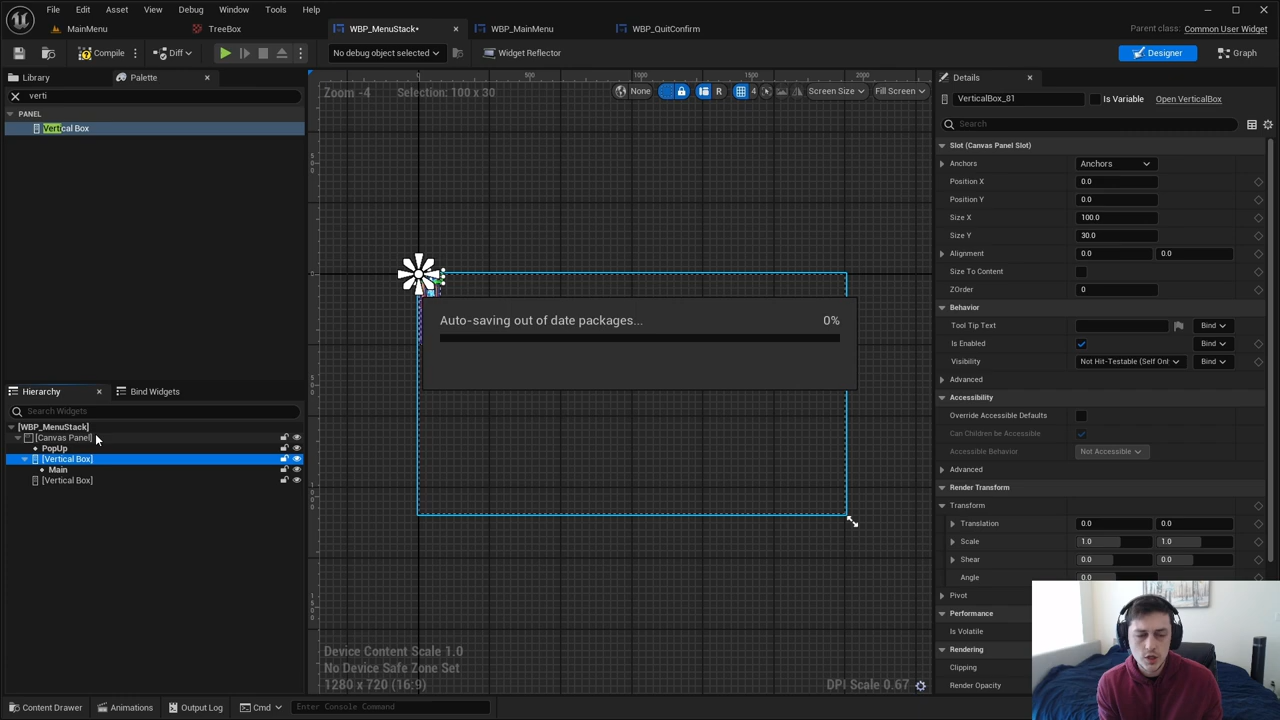 File Edit Asset View Debug Window Tools Help
MainMenu TreeBox WBP_MenuStack• WBP_MainMenu WBP_QuitConfirm Parent class: Common User Widget
Compile Diff No debug object selected Widget Reflector Designer Graph
Library Palette
verti
PANEL
Vertical Box
Zoom -4 Selection: 100 x 30
0 500 1000 1500 2000
None R 4 Screen Size Fill Screen
Auto-saving out of date packages... 0%
Hierarchy Bind Widgets
Search Widgets
[WBP_MenuStack]
[Canvas Panel]
PopUp
[Vertical Box]
Main
[Vertical Box]
Device Content Scale 1.0
No Device Safe Zone Set
1280 x 720 (16:9) DPI Scale 0.67
Details
VerticalBox_81 Is Variable Open VerticalBox
Search
Slot (Canvas Panel Slot)
Anchors Anchors
Position X 0.0
Position Y 0.0
Size X 100.0
Size Y 30.0
Alignment 0.0 0.0
Size To Content
ZOrder 0
Behavior
Tool Tip Text Bind
Is Enabled Bind
Visibility Not Hit-Testable (Self Onl Bind
Advanced
Accessibility
Override Accessible Defaults
Can Children be Accessible
Accessible Behavior Not Accessible
Advanced
Render Transform
Transform
Translation 0.0 0.0
Scale 1.0 1.0
Shear 0.0 0.0
Angle 0.0
Pivot
Performance
Is Volatile
Rendering
Clipping
Render Opacity
Content Drawer Animations Output Log Cmd Enter Console Command